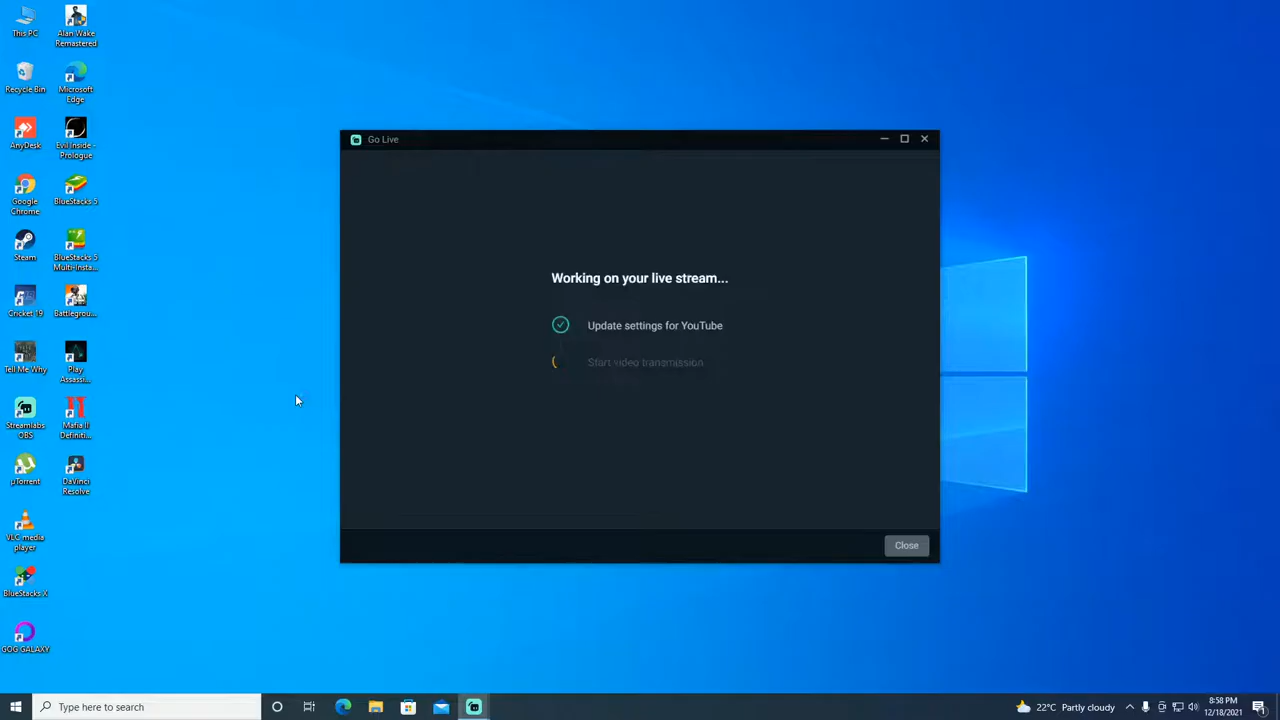 This PC
Alan Wake
Remastered
Recycle Bin
Microsoft
Edge
AnyDesk
Evil Inside -
Prologue
Google
Chrome
BlueStacks 5
Steam
BlueStacks 5
Multi-Insta...
Cricket 19
Battlegrou...
Tell Me Why
Play
Assassi...
Streamlabs
OBS
Mafia II
Definiti...
µTorrent
DaVinci
Resolve
VLC media
player
BlueStacks X
GOG GALAXY
Go Live
Working on your live stream...
Update settings for YouTube
Start video transmission
Close
Type here to search
22°C Partly cloudy
8:58 PM
12/18/2021
1